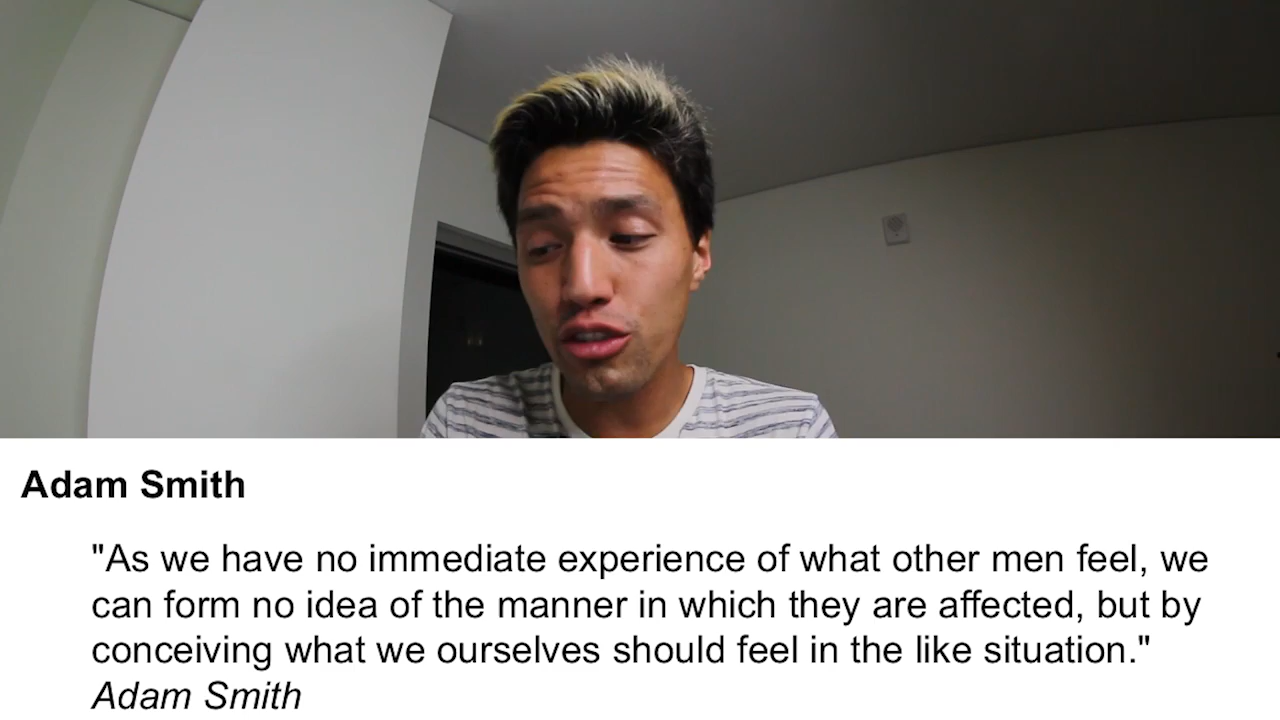 Adam Smith
"As we have no immediate experience of what other men feel, we
can form no idea of the manner in which they are affected, but by
conceiving what we ourselves should feel in the like situation."
Adam Smith